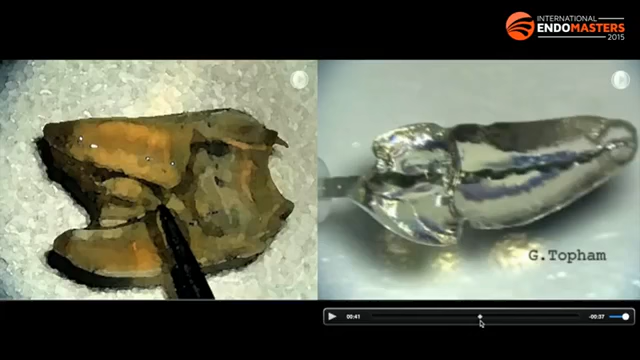 INTERNATIONAL
ENDOMASTERS
2015
G.Topham
00:41
-00:37